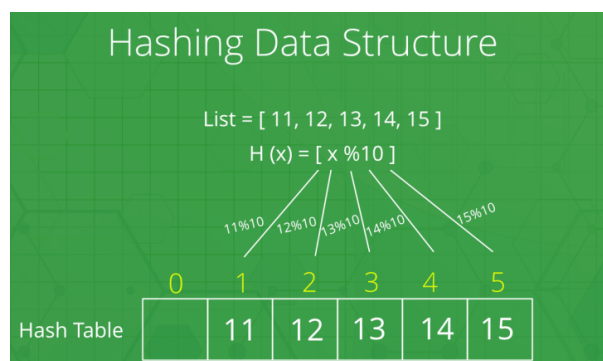 Hashing Data Structure
List = [ 11, 12, 13, 14, 15 ]
H (x) = [ x %10 ]
11%10 12%10 13%10 14%10 15%10
0 1 2 3 4 5
Hash Table 11 12 13 14 15